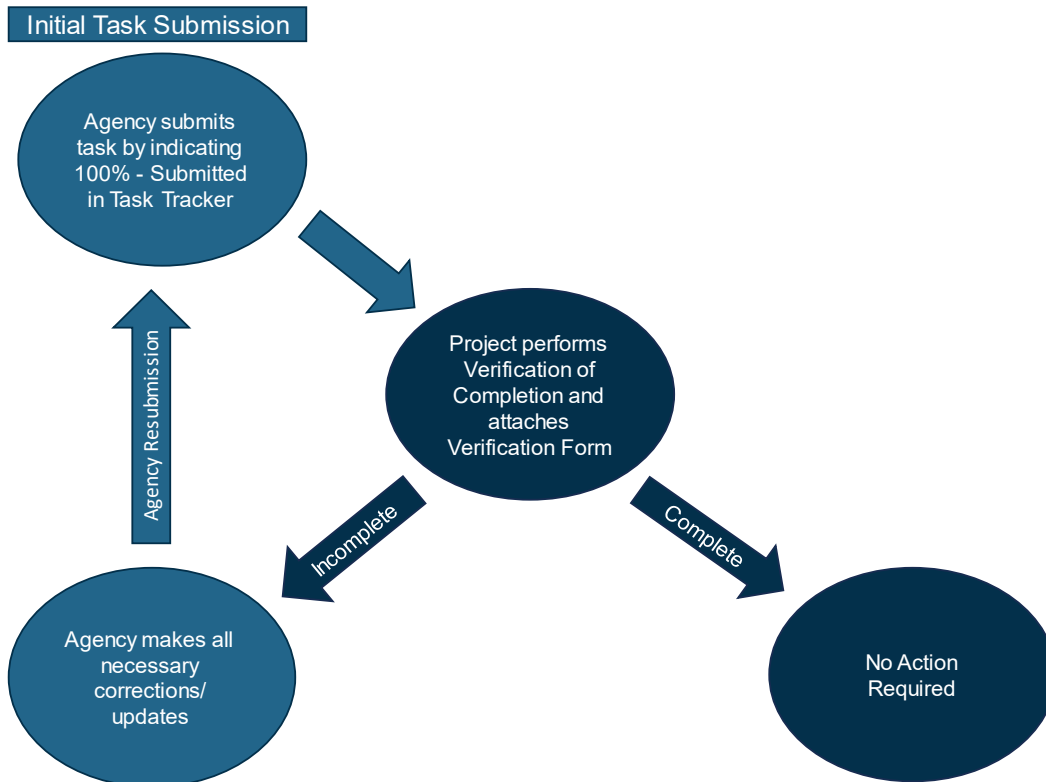 Initial Task Submission
Agency submits
task by indicating
100% - Submitted
in Task Tracker
Project performs
Verification of
Completion and
attaches
Verification Form
Agency Resubmission
Incomplete
Complete
Agency makes all
necessary
corrections/
updates
No Action
Required